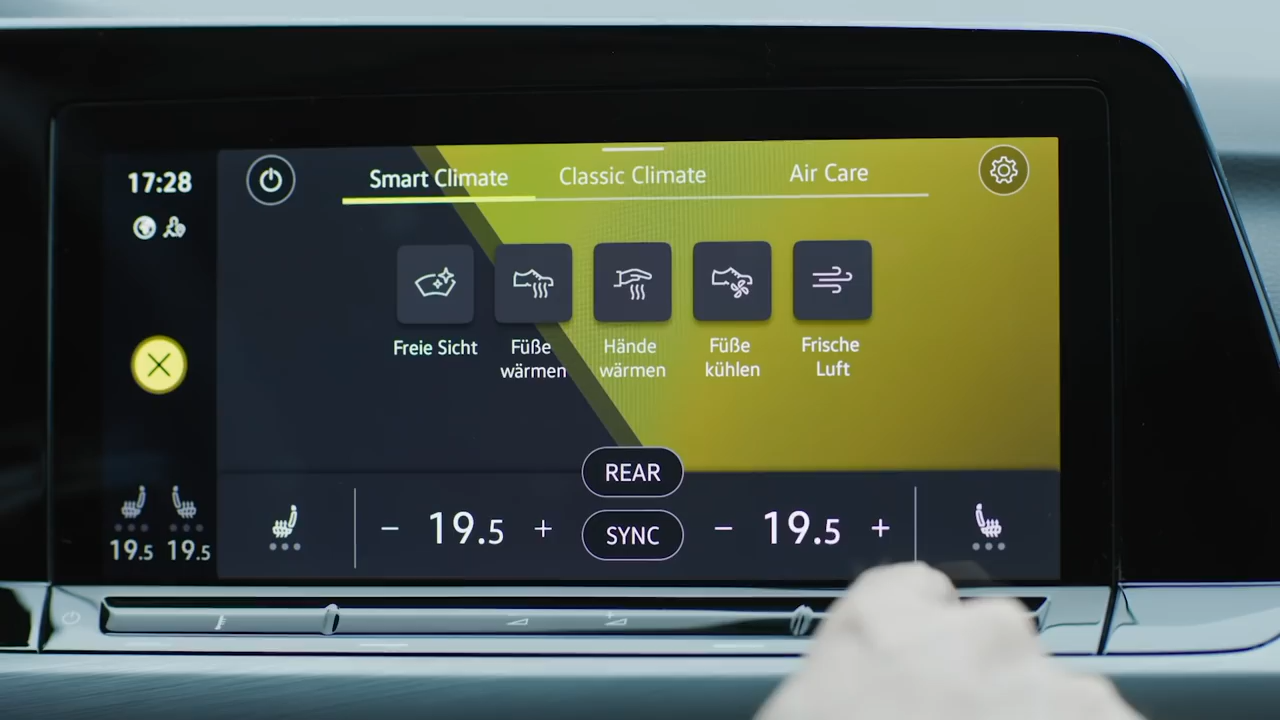 17:28
Smart Climate
Classic Climate
Air Care
Freie Sicht
Füße
wärmen
Hände
wärmen
Füße
kühlen
Frische
Luft
REAR
19.5
SYNC
19.5
19.5 19.5